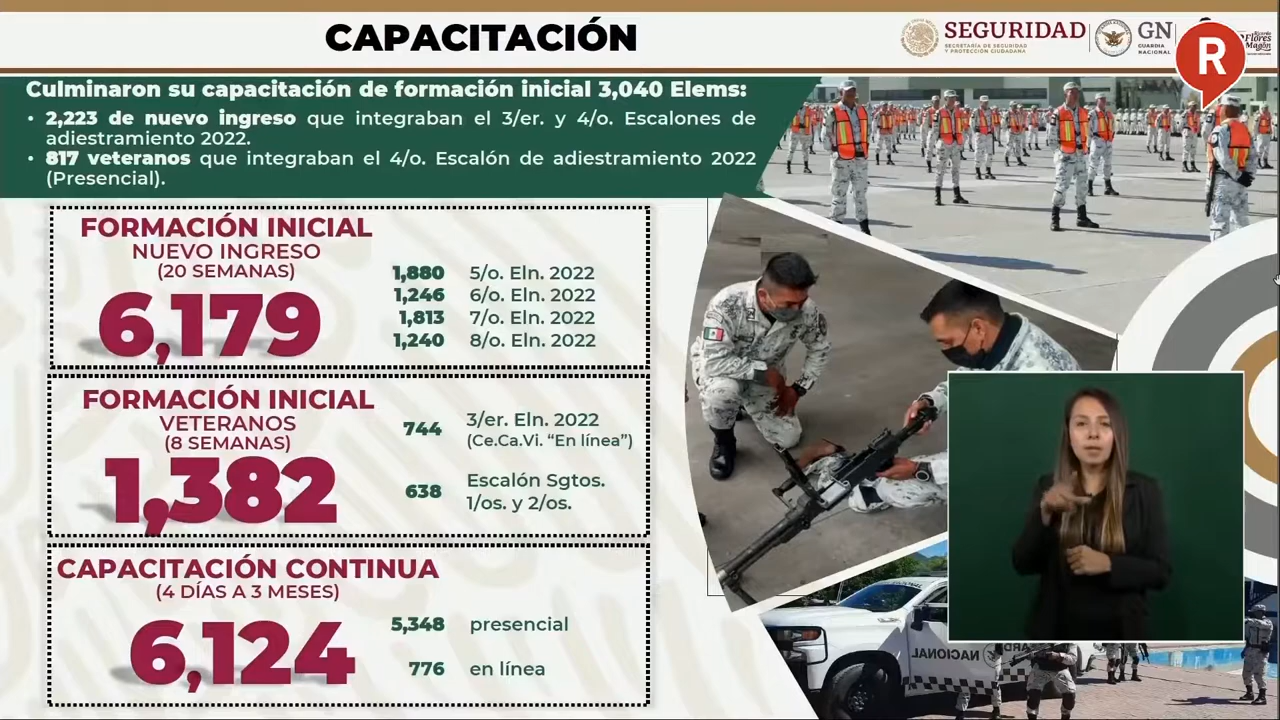 CAPACITACIÓN
SEGURIDAD
SECRETARÍA DE SEGURIDAD
Y PROTECCIÓN CIUDADANA
GN
GUARDIA
NACIONAL
R
Ricardo
Flores
Magón
Culminaron su capacitación de formación inicial 3,040 Elems:
• 2,223 de nuevo ingreso que integraban el 3/er. y 4/o. Escalones de
adiestramiento 2022.
• 817 veteranos que integraban el 4/o. Escalón de adiestramiento 2022
(Presencial).
FORMACIÓN INICIAL
NUEVO INGRESO
(20 SEMANAS)
6,179
1,880 5/o. Eln. 2022
1,246 6/o. Eln. 2022
1,813 7/o. Eln. 2022
1,240 8/o. Eln. 2022
FORMACIÓN INICIAL
VETERANOS
(8 SEMANAS)
1,382
744 3/er. Eln. 2022
(Ce.Ca.Vi. “En línea”)
638 Escalón Sgtos.
1/os. y 2/os.
CAPACITACIÓN CONTINUA
(4 DÍAS A 3 MESES)
6,124
5,348 presencial
776 en línea
NACIONAL